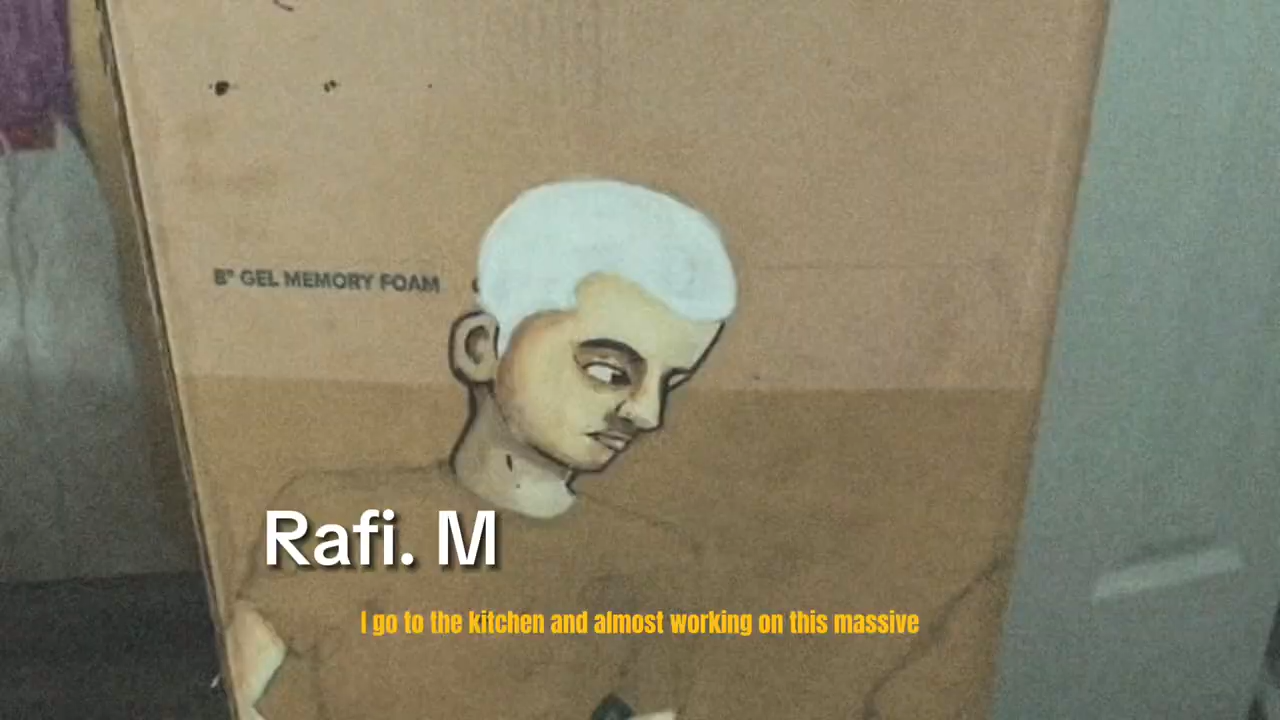 8" GEL MEMORY FOAM
Rafi. M
I go to the kitchen and almost working on this massive